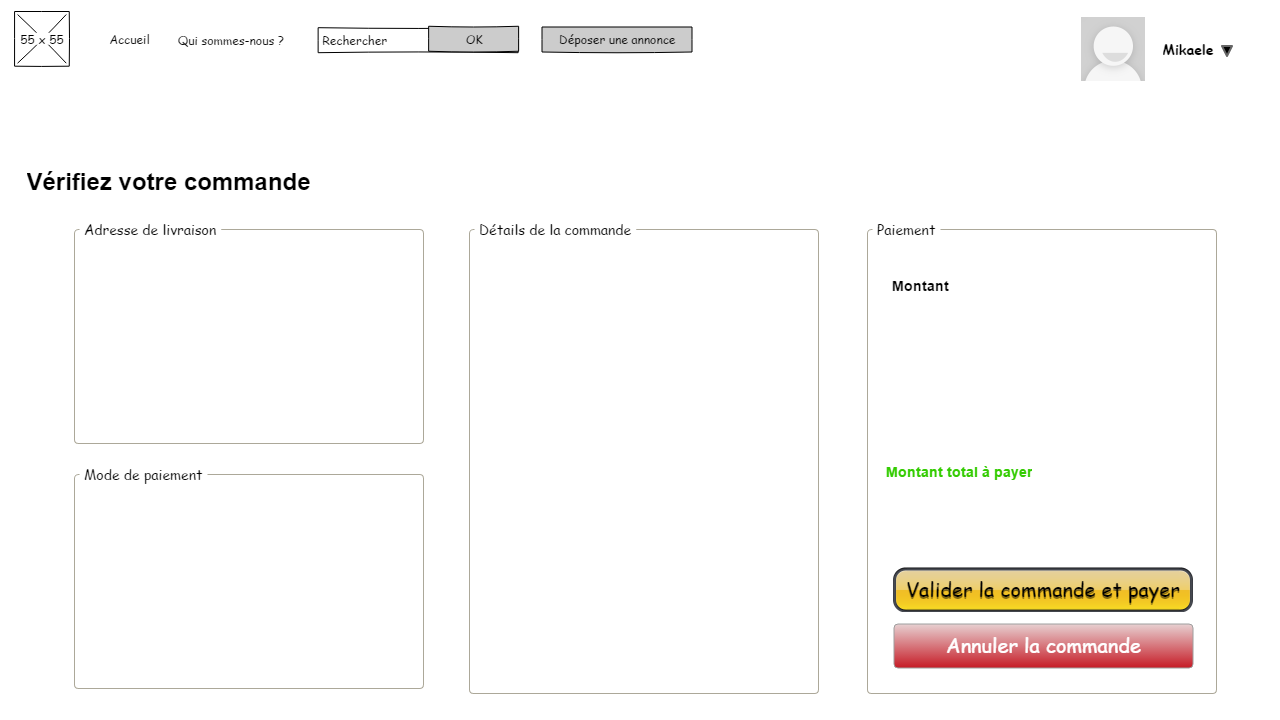 55 x 55
Accueil
Qui sommes-nous ?
Rechercher
OK
Déposer une annonce
Mikaele ▼
Vérifiez votre commande
Adresse de livraison
Mode de paiement
Détails de la commande
Paiement
Montant
Montant total à payer
Valider la commande et payer
Annuler la commande